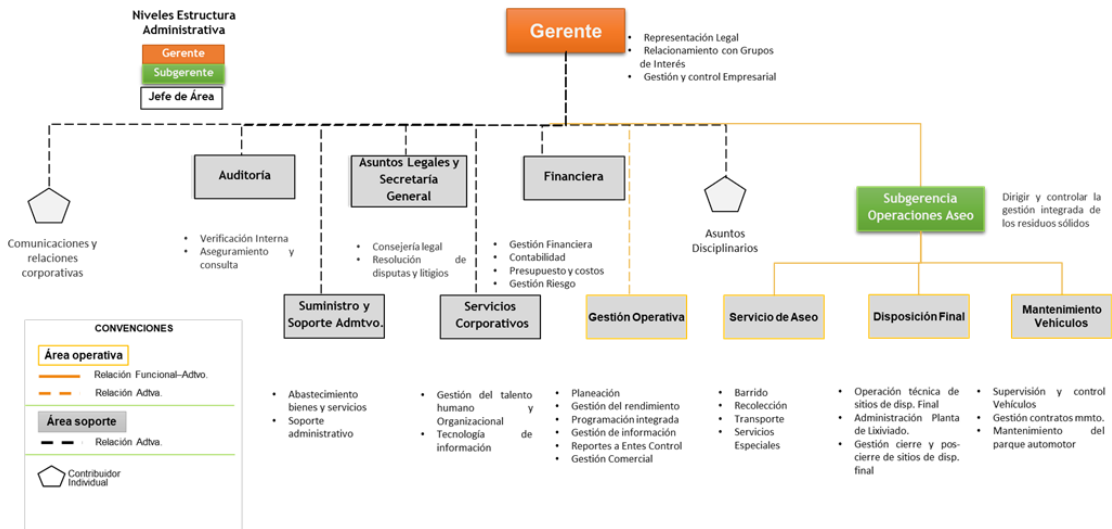 Niveles Estructura
Administrativa
Gerente
Subgerente
Jefe de Área
Gerente
• Representación Legal
• Relacionamiento con Grupos
de Interés
• Gestión y control Empresarial
Comunicaciones y
relaciones
corporativas
Auditoría
• Verificación Interna
• Aseguramiento y
consulta
Asuntos Legales y
Secretaría
General
• Consejería legal
• Resolución de
disputas y litigios
Financiera
• Gestión Financiera
• Contabilidad
• Presupuesto y costos
• Gestión Riesgo
Asuntos
Disciplinarios
Subgerencia
Operaciones Aseo
Dirigir y controlar la
gestión integrada de
los residuos sólidos
Suministro y
Soporte Admtvo.
• Abastecimiento
bienes y servicios
• Soporte
administrativo
Servicios
Corporativos
• Gestión del talento
humano y
Organizacional
• Tecnología de
información
Gestión Operativa
• Planeación
• Gestión del rendimiento
• Programación integrada
• Gestión de información
• Reportes a Entes Control
• Gestión Comercial
Servicio de Aseo
• Barrido
• Recolección
• Transporte
• Servicios
Especiales
Disposición Final
• Operación técnica de
sitios de disp. Final
• Administración Planta
de Lixiviado.
• Gestión cierre y pos-
cierre de sitios de disp.
final
Mantenimiento
Vehículos
• Supervisión y control
Vehículos
• Gestión contratos mmto.
• Mantenimiento del
parque automotor
CONVENCIONES
Área operativa
Relación Funcional–Adtvo.
Relación Adtva.
Área soporte
Relación Adtva.
Contribuidor
Individual